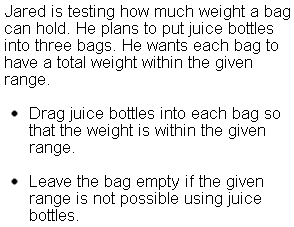 Jared is testing how much weight a bag
can hold. He plans to put juice bottles
into three bags. He wants each bag to
have a total weight within the given
range.
• Drag juice bottles into each bag so
that the weight is within the given
range.
• Leave the bag empty if the given
range is not possible using juice
bottles.